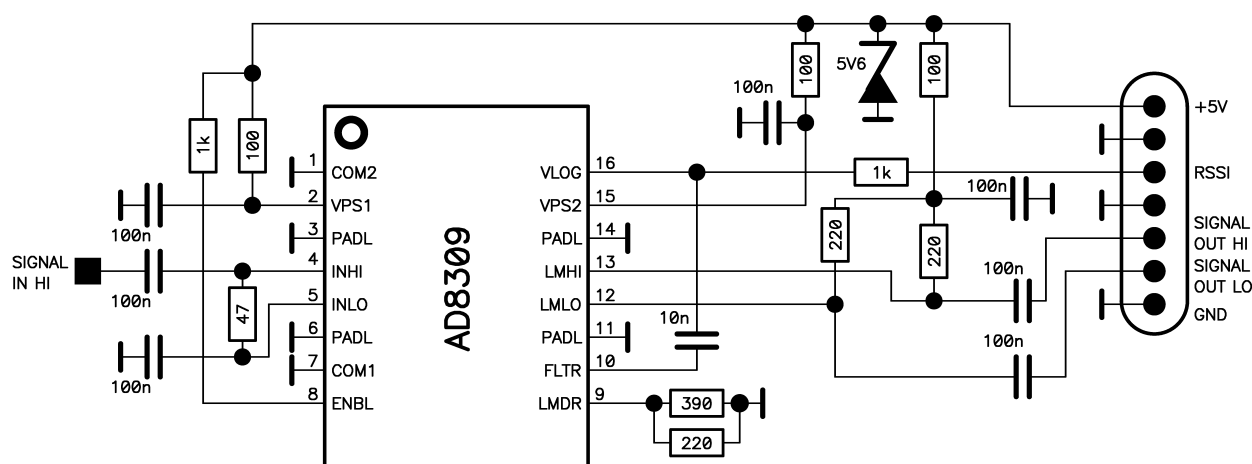 5V6
100
100
100n
+5V
1k
100
1
COM2
VLOG
16
1k
RSSI
100n
2
VPS1
VPS2
15
100n
3
PADL
PADL
14
220
220
SIGNAL
OUT HI
SIGNAL
IN HI
4
INHI
LMHI
13
SIGNAL
OUT LO
100n
100n
47
5
INLO
LMLO
12
GND
AD8309
6
PADL
PADL
11
10n
100n
7
COM1
FLTR
10
100n
8
ENBL
LMDR
9
390
220